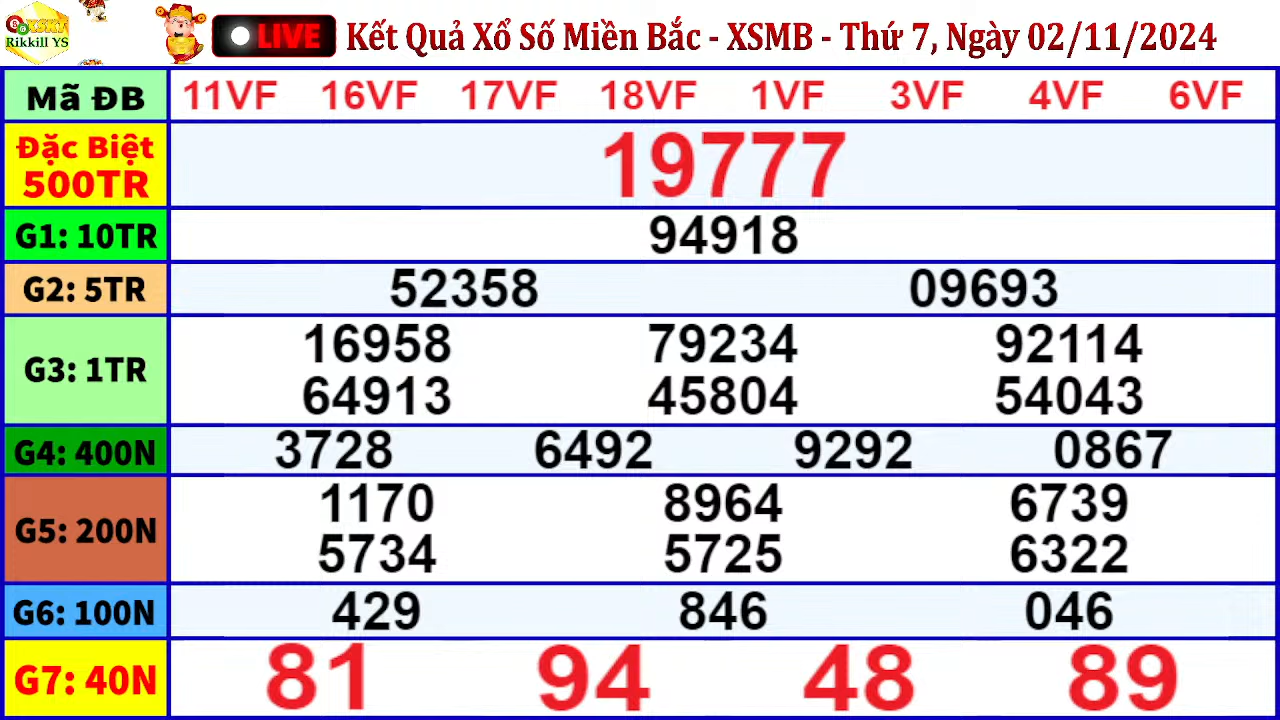 XSKT
Rikkill YS
LIVE
Kết Quả Xổ Số Miền Bắc - XSMB - Thứ 7, Ngày 02/11/2024
Mã ĐB 11VF 16VF 17VF 18VF 1VF 3VF 4VF 6VF
Đặc Biệt
500TR
19777
G1: 10TR 94918
G2: 5TR 52358 09693
G3: 1TR
16958 79234 92114
64913 45804 54043
G4: 400N 3728 6492 9292 0867
G5: 200N
1170 8964 6739
5734 5725 6322
G6: 100N 429 846 046
G7: 40N 81 94 48 89